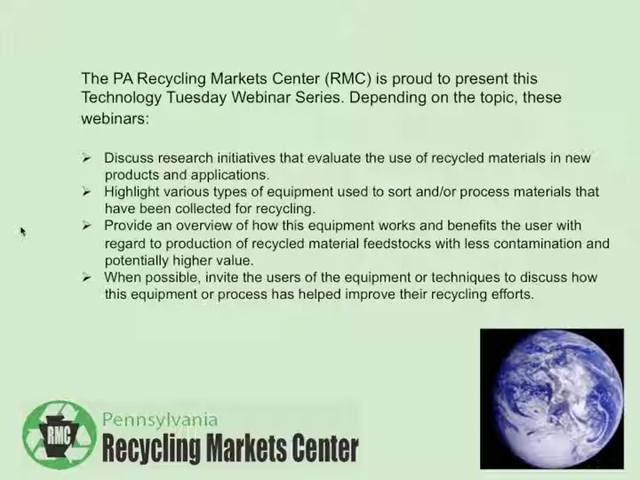 The PA Recycling Markets Center (RMC) is proud to present this
Technology Tuesday Webinar Series. Depending on the topic, these
webinars:
➢ Discuss research initiatives that evaluate the use of recycled materials in new
products and applications.
➢ Highlight various types of equipment used to sort and/or process materials that
have been collected for recycling.
➢ Provide an overview of how this equipment works and benefits the user with
regard to production of recycled material feedstocks with less contamination and
potentially higher value.
➢ When possible, invite the users of the equipment or techniques to discuss how
this equipment or process has helped improve their recycling efforts.
RMC
Pennsylvania
Recycling Markets Center